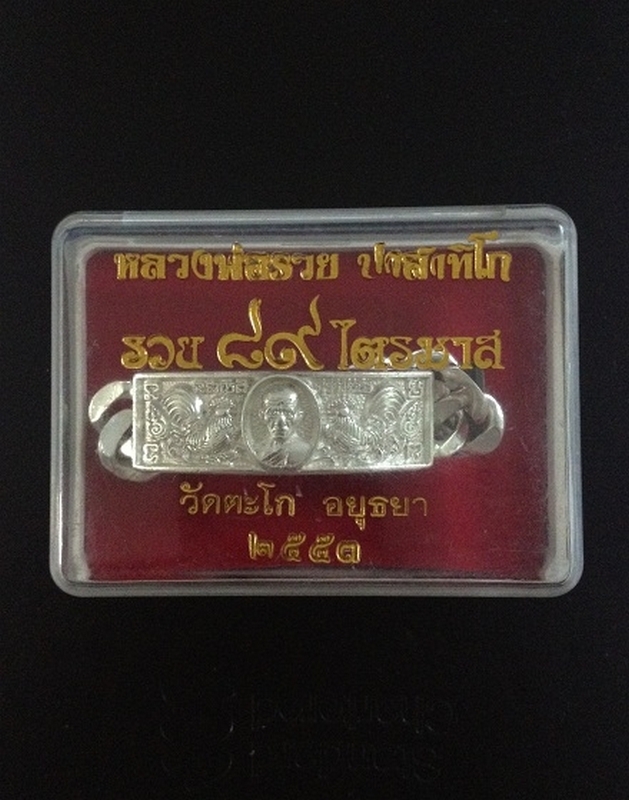 หลวงพ่อรวย ปาสาทิโก
รวย ๘๙ ไตรมาส
วัดตะโก อยุธยา
๒๕๕๓